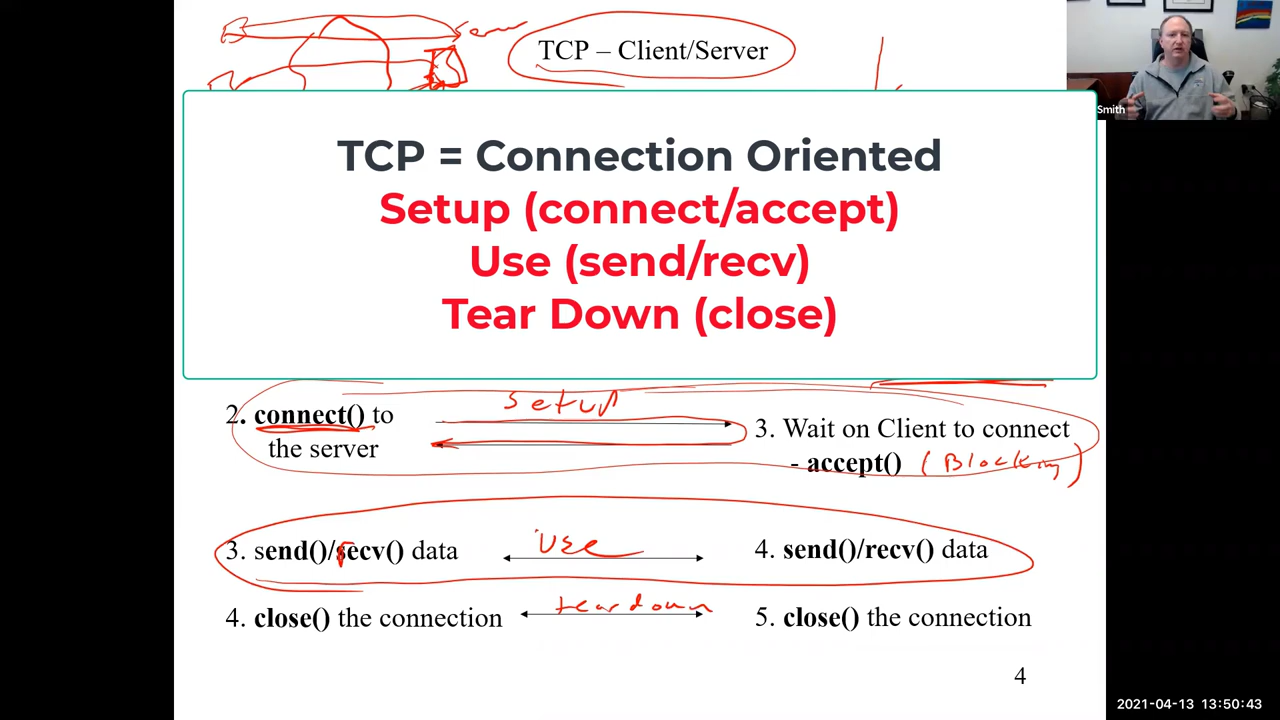 server
TCP – Client/Server
Smith
TCP = Connection Oriented
Setup (connect/accept)
Use (send/recv)
Tear Down (close)
setup
2. connect() to
the server
3. Wait on Client to connect
- accept() (Blocking)
3. send()/recv() data
use
4. send()/recv() data
4. close() the connection
tear down
5. close() the connection
4
2021-04-13 13:50:43